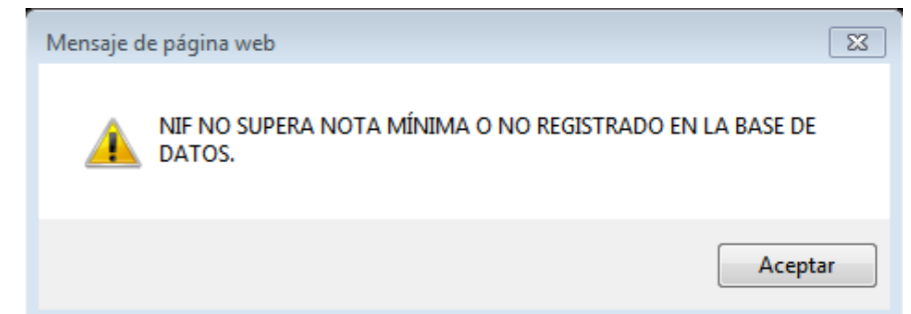 Mensaje de página web
NIF NO SUPERA NOTA MÍNIMA O NO REGISTRADO EN LA BASE DE
DATOS.
Aceptar